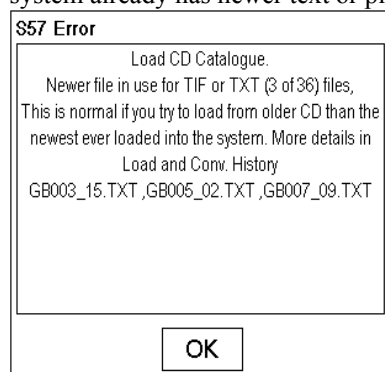 system already has newer text or pi
S57 Error
Load CD Catalogue.
Newer file in use for TIF or TXT (3 of 36) files,
This is normal if you try to load from older CD than the
newest ever loaded into the system. More details in
Load and Conv. History
GB003_15.TXT ,GB005_02.TXT ,GB007_09.TXT
OK